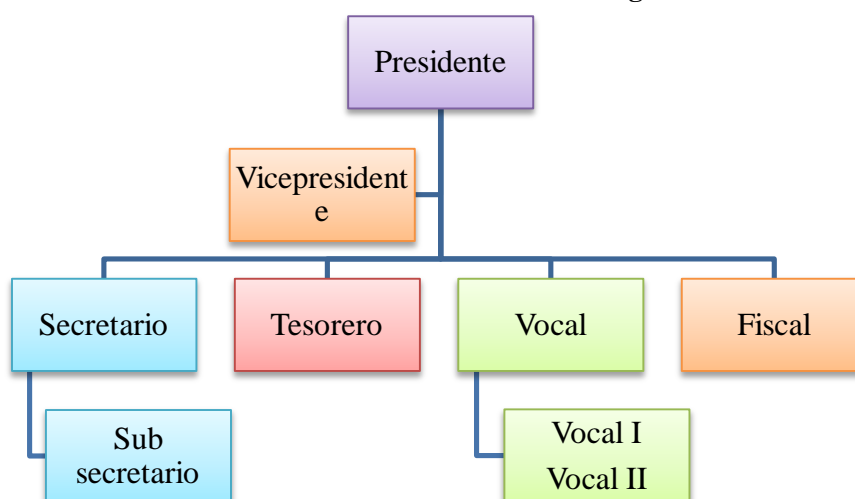 Presidente
Vicepresident
e
Secretario
Tesorero
Vocal
Fiscal
Sub
secretario
Vocal I
Vocal II